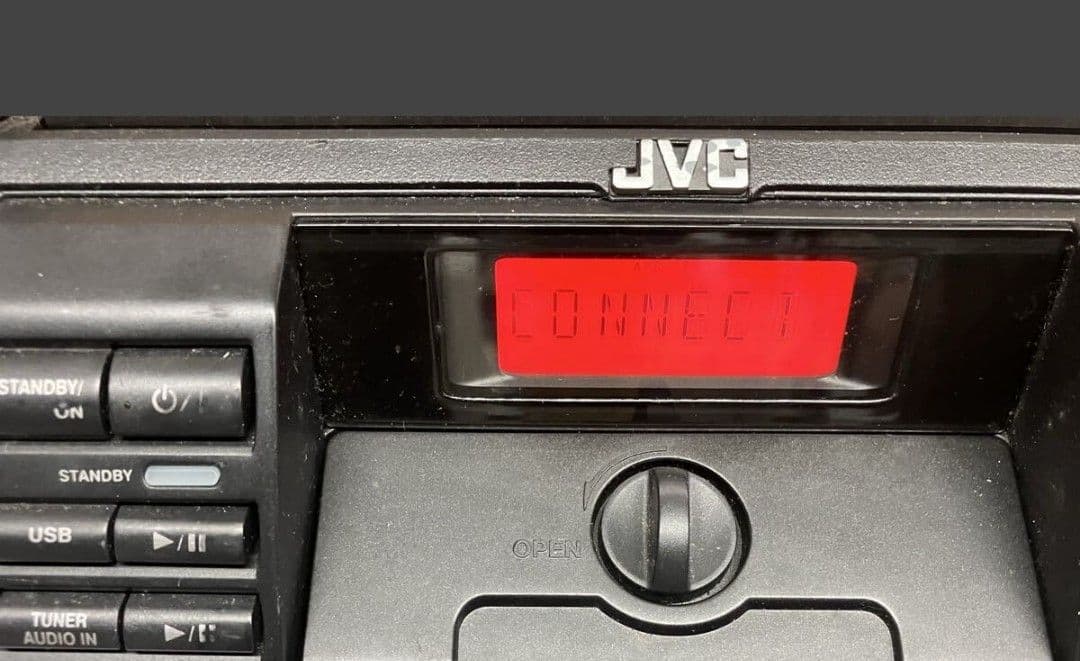 JVC
CONNECT
STANDBY/
ON
STANDBY
OPEN
USB
TUNER
AUDIO IN